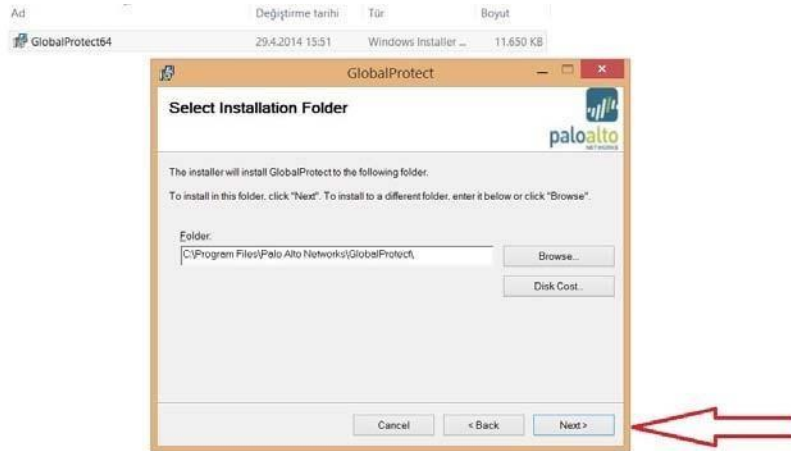 Ad Değiştirme tarihi Tür Boyut
GlobalProtect64 29.4.2014 15:51 Windows Installer ... 11.650 KB
GlobalProtect
Select Installation Folder
paloalto
NETWORKS
The installer will install GlobalProtect to the following folder.
To install in this folder, click "Next". To install to a different folder, enter it below or click "Browse".
Folder:
C:\Program Files\Palo Alto Networks\GlobalProtect\
Browse...
Disk Cost...
Cancel < Back Next >